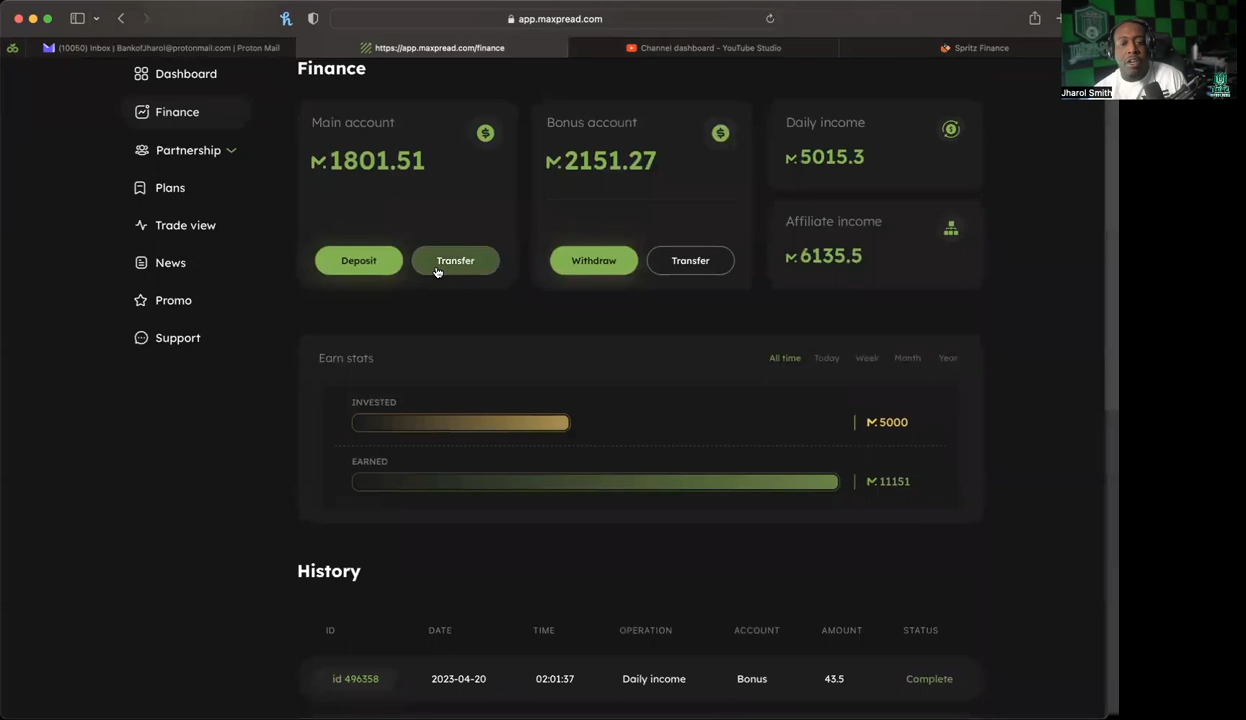 app.maxpread.com
(10050) Inbox | BankofJharol@protonmail.com | Proton Mail
https://app.maxpread.com/finance
Channel dashboard - YouTube Studio
Spritz Finance
Jharol Smith
Dashboard
Finance
Partnership
Plans
Trade view
News
Promo
Support
Finance
Main account
1801.51
Deposit
Transfer
Bonus account
2151.27
Withdraw
Transfer
Daily income
5015.3
Affiliate income
6135.5
Earn stats
All time Today Week Month Year
INVESTED
5000
EARNED
11151
History
ID DATE TIME OPERATION ACCOUNT AMOUNT STATUS
id 496358 2023-04-20 02:01:37 Daily income Bonus 43.5 Complete